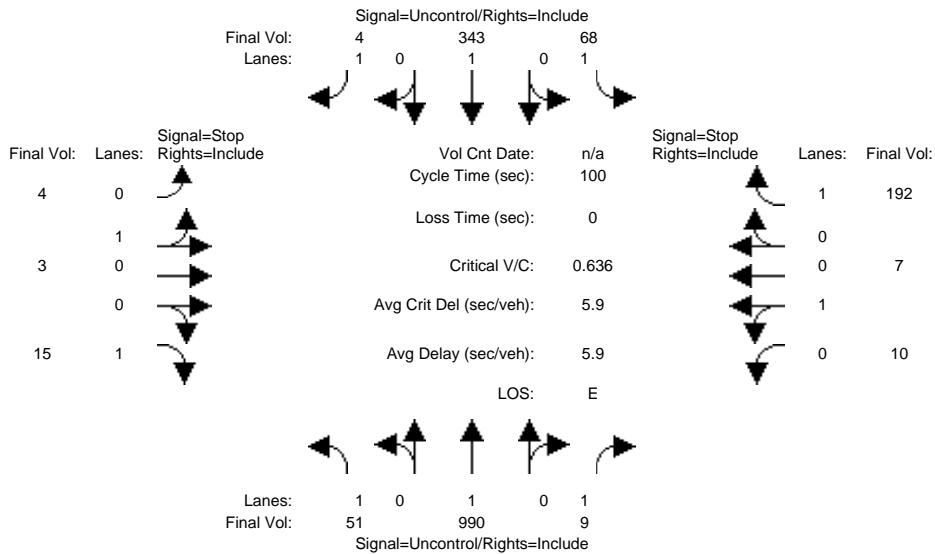 Signal=Uncontrol/Rights=Include
Final Vol: 4 343 68
Lanes: 1 0 1 0 1
Signal=Stop Signal=Stop
Final Vol: Lanes: Rights=Include Vol Cnt Date: n/a Rights=Include Lanes: Final Vol:
Cycle Time (sec): 100
4 0 1 192
Loss Time (sec): 0
1 0
3 0 Critical V/C: 0.636 0 7
0 Avg Crit Del (sec/veh): 5.9 1
15 1 Avg Delay (sec/veh): 5.9 0 10
LOS: E
Lanes: 1 0 1 0 1
Final Vol: 51 990 9
Signal=Uncontrol/Rights=Include